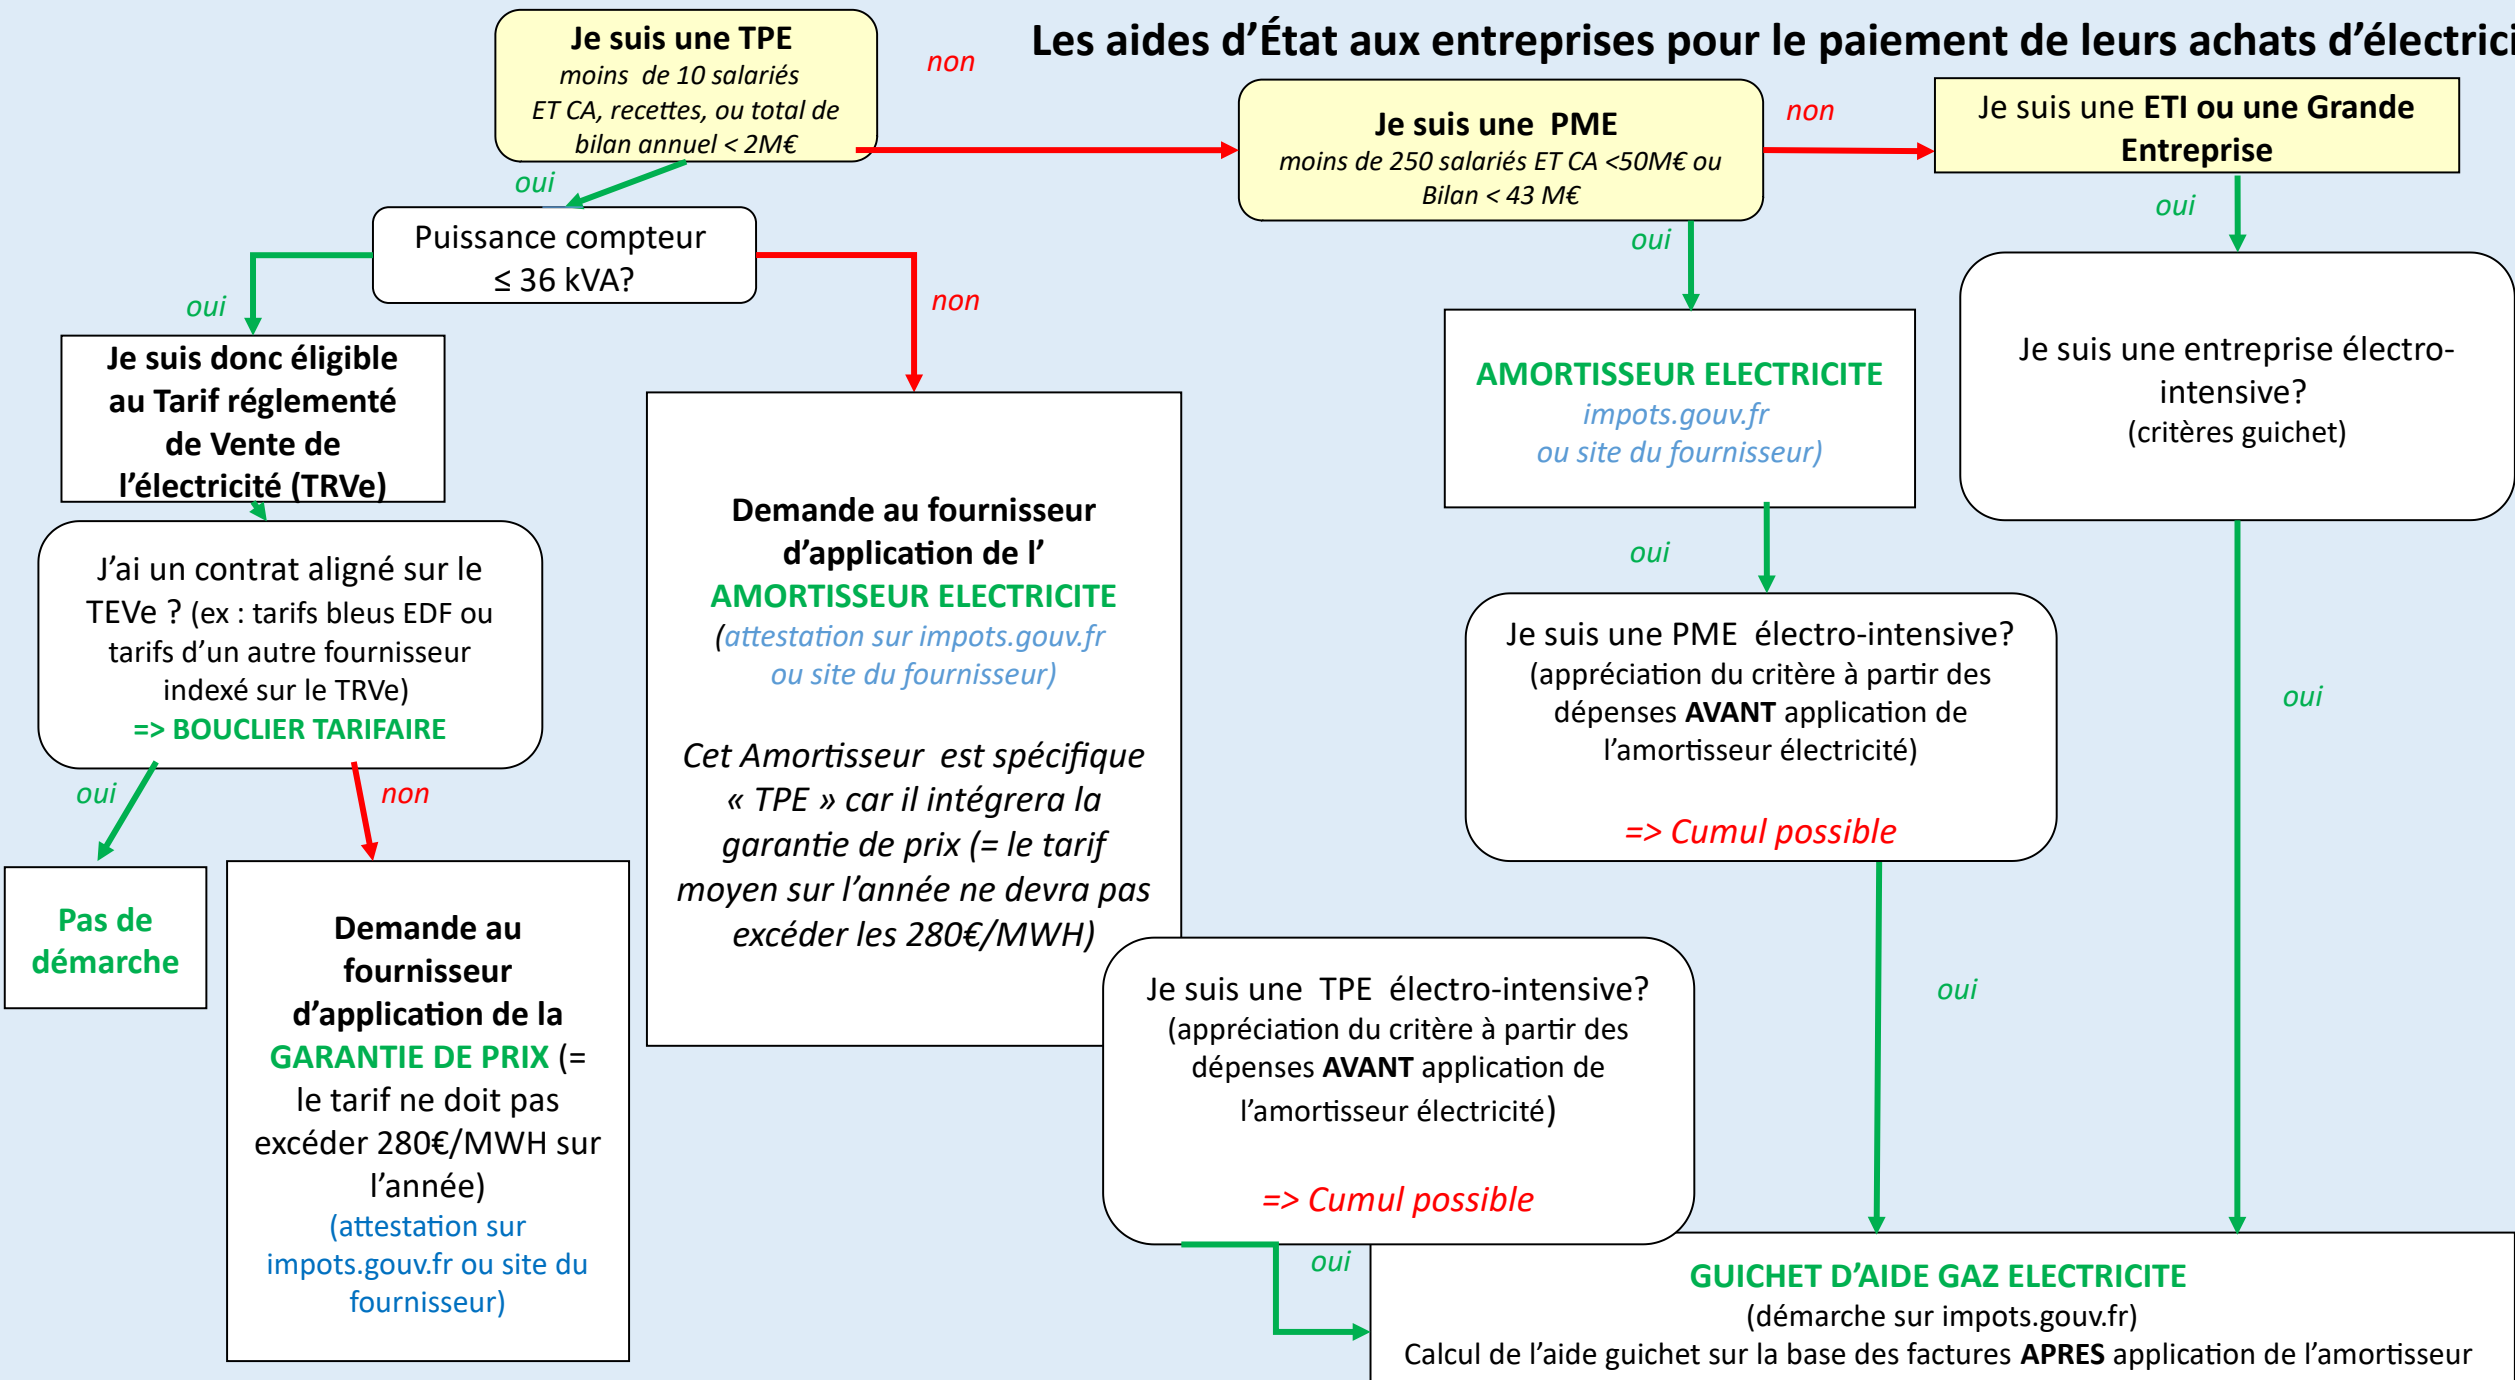 Les aides d'État aux entreprises pour le paiement de leurs achats d'électrici
Je suis une TPE
moins de 10 salariés
ET CA, recettes, ou total de
bilan annuel < 2M€
non
Je suis une PME
moins de 250 salariés ET CA <50M€ ou
Bilan < 43 M€
non
Je suis une ETI ou une Grande
Entreprise
oui
oui
oui
Puissance compteur
≤ 36 kVA?
oui
non
Je suis donc éligible
au Tarif réglementé
de Vente de
l'électricité (TRVe)
J'ai un contrat aligné sur le
TEVe ? (ex : tarifs bleus EDF ou
tarifs d'un autre fournisseur
indexé sur le TRVe)
=> BOUCLIER TARIFAIRE
oui
non
Pas de
démarche
Demande au
fournisseur
d'application de la
GARANTIE DE PRIX (=
le tarif ne doit pas
excéder 280€/MWH sur
l'année)
(attestation sur
impots.gouv.fr ou site du
fournisseur)
Demande au fournisseur
d'application de l'
AMORTISSEUR ELECTRICITE
(attestation sur impots.gouv.fr
ou site du fournisseur)
Cet Amortisseur est spécifique
« TPE » car il intégrera la
garantie de prix (= le tarif
moyen sur l'année ne devra pas
excéder les 280€/MWH)
Je suis une TPE électro-intensive?
(appréciation du critère à partir des
dépenses AVANT application de
l'amortisseur électricité)
=> Cumul possible
oui
AMORTISSEUR ELECTRICITE
impots.gouv.fr
ou site du fournisseur)
oui
Je suis une PME électro-intensive?
(appréciation du critère à partir des
dépenses AVANT application de
l'amortisseur électricité)
=> Cumul possible
oui
Je suis une entreprise électro-
intensive?
(critères guichet)
oui
GUICHET D'AIDE GAZ ELECTRICITE
(démarche sur impots.gouv.fr)
Calcul de l'aide guichet sur la base des factures APRES application de l'amortisseur